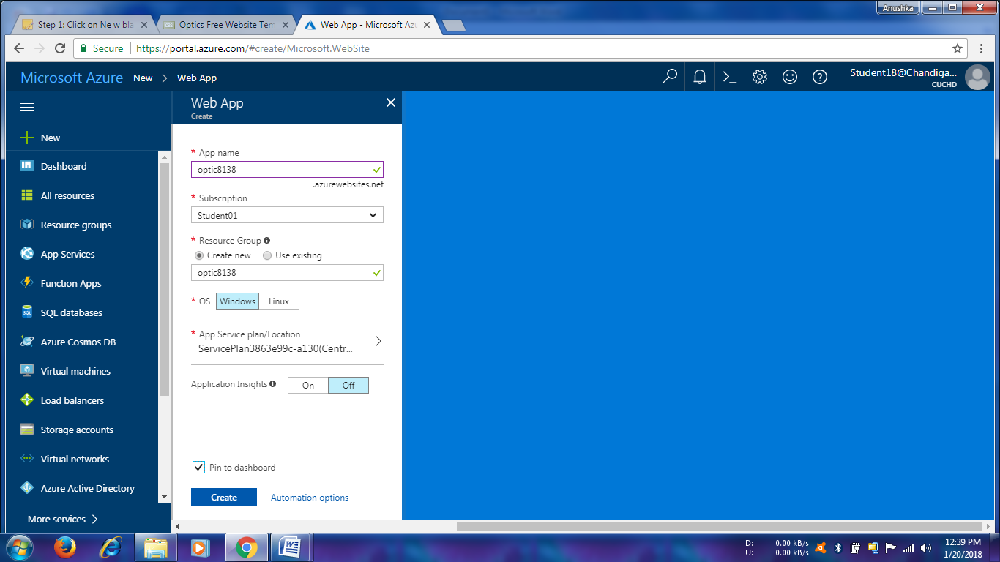 Anushka
Step 1: Click on Ne w bla
Optics Free Website Tem
Web App - Microsoft Az
Secure
https://portal.azure.com/#create/Microsoft.WebSite
Microsoft Azure New > Web App
Student18@Chandiga...
CUCHD
Web App
Create
New
Dashboard
All resources
Resource groups
App Services
Function Apps
SQL databases
Azure Cosmos DB
Virtual machines
Load balancers
Storage accounts
Virtual networks
Azure Active Directory
More services >
* App name
optic8138
.azurewebsites.net
* Subscription
Student01
* Resource Group
Create new Use existing
optic8138
* OS Windows Linux
* App Service plan/Location
ServicePlan3863e99c-a130(Centr...
Application Insights On Off
Pin to dashboard
Create Automation options
D: 0.00 kB/s
U: 0.00 kB/s
12:39 PM
1/20/2018